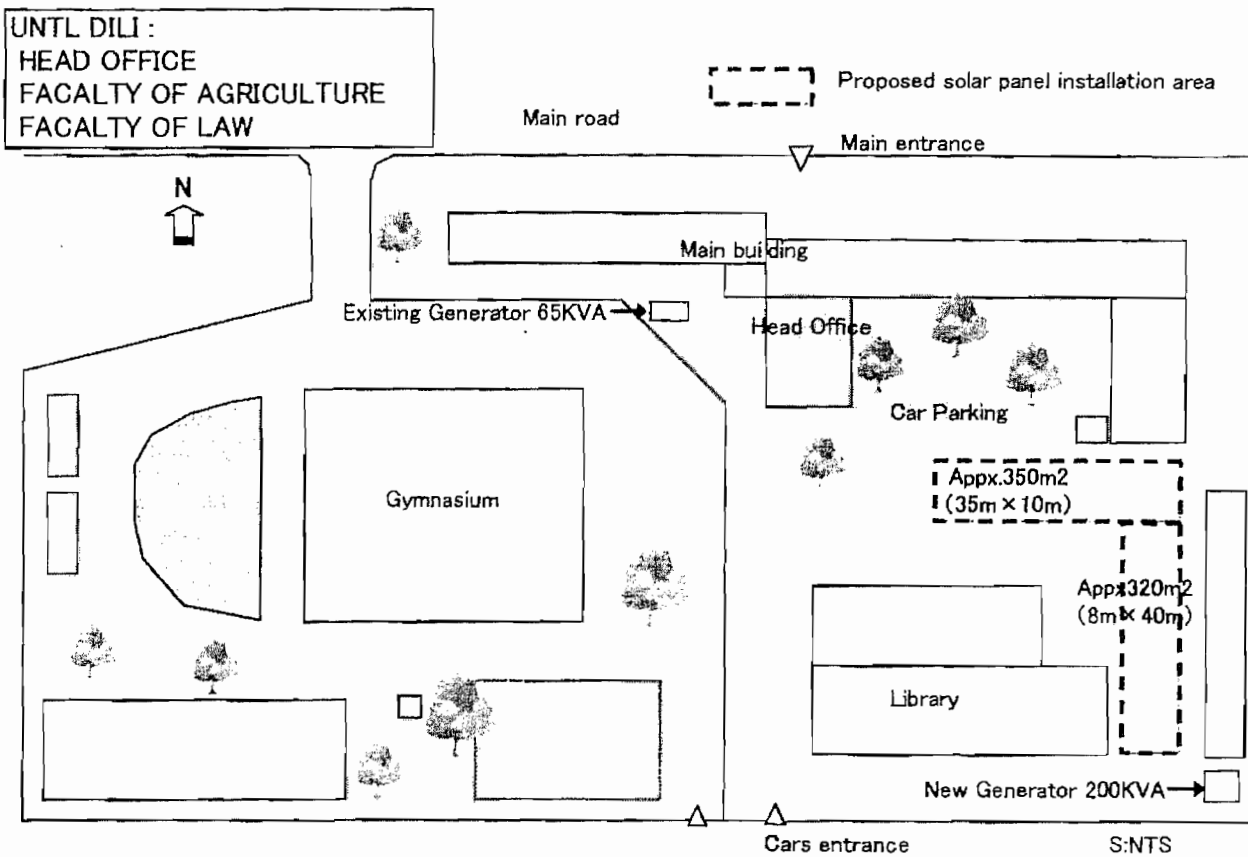 UNTL DILI :
HEAD OFFICE
FACALTY OF AGRICULTURE
FACALTY OF LAW
Proposed solar panel installation area
Main road
Main entrance
N
Main building
Existing Generator 65KVA
Head Office
Car Parking
Appx.350m2
(35m×10m)
Gymnasium
Appx320m2
(8m×40m)
Library
New Generator 200KVA
Cars entrance
S:NTS